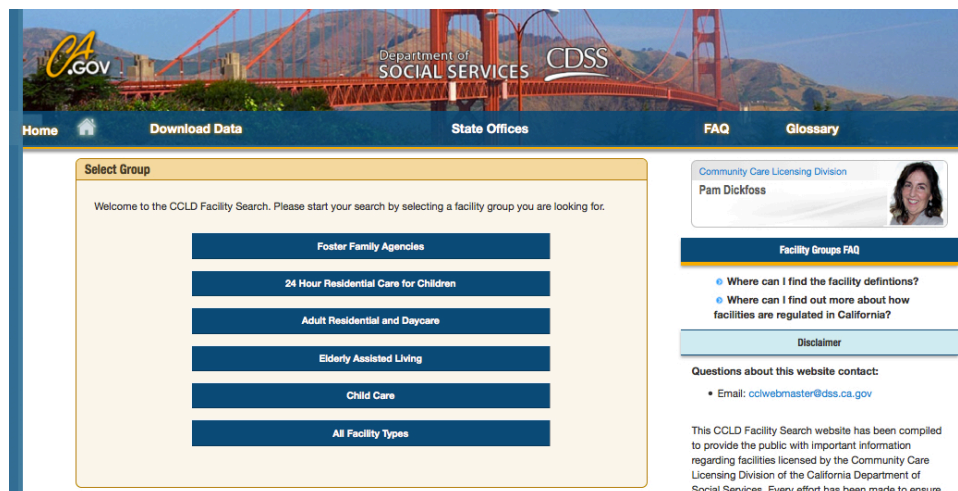 CA
.GOV
Department of
SOCIAL SERVICES
CDSS
Home
Download Data
State Offices
FAQ
Glossary
Select Group
Welcome to the CCLD Facility Search. Please start your search by selecting a facility group you are looking for.
Foster Family Agencies
24 Hour Residential Care for Children
Adult Residential and Daycare
Elderly Assisted Living
Child Care
All Facility Types
Community Care Licensing Division
Pam Dickfoss
Facility Groups FAQ
Where can I find the facility defintions?
Where can I find out more about how
facilities are regulated in California?
Disclaimer
Questions about this website contact:
• Email: cclwebmaster@dss.ca.gov
This CCLD Facility Search website has been compiled
to provide the public with important information
regarding facilities licensed by the Community Care
Licensing Division of the California Department of
Social Services. Every effort has been made to ensure